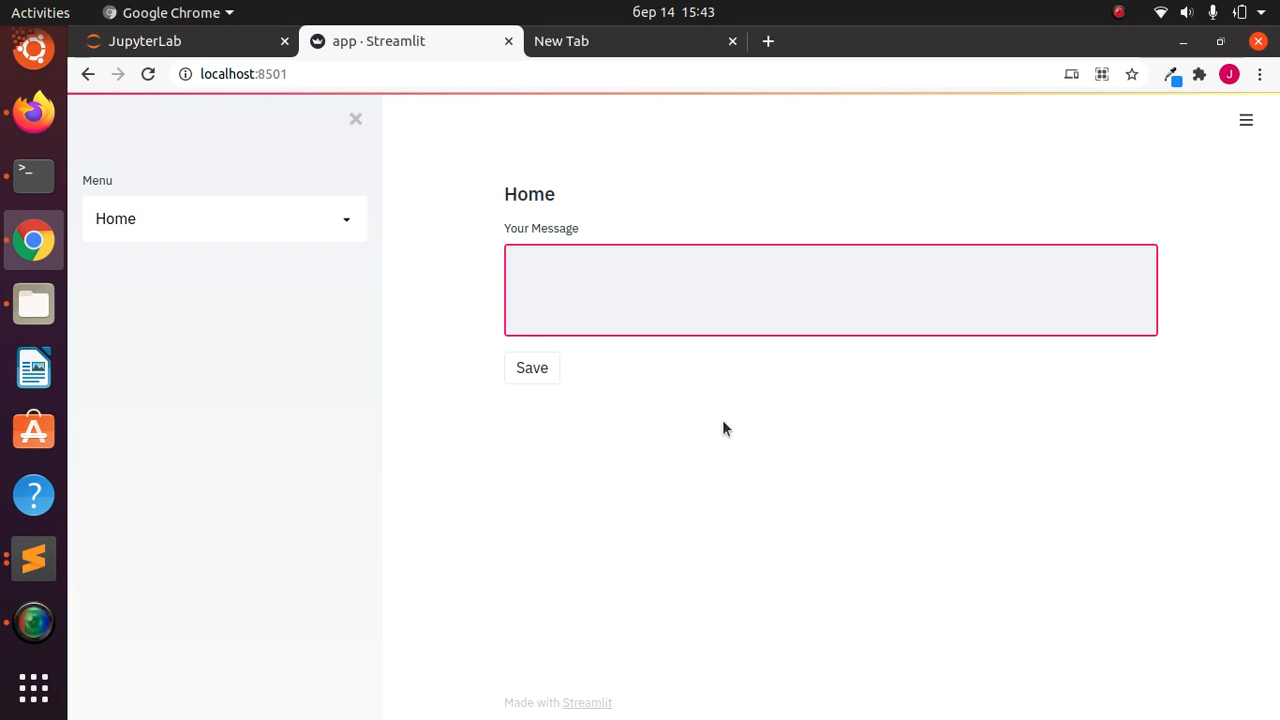 Activities
Google Chrome
бер 14 15:43
JupyterLab
app · Streamlit
New Tab
localhost:8501
J
Menu
Home
Home
Your Message
Save
Made with Streamlit